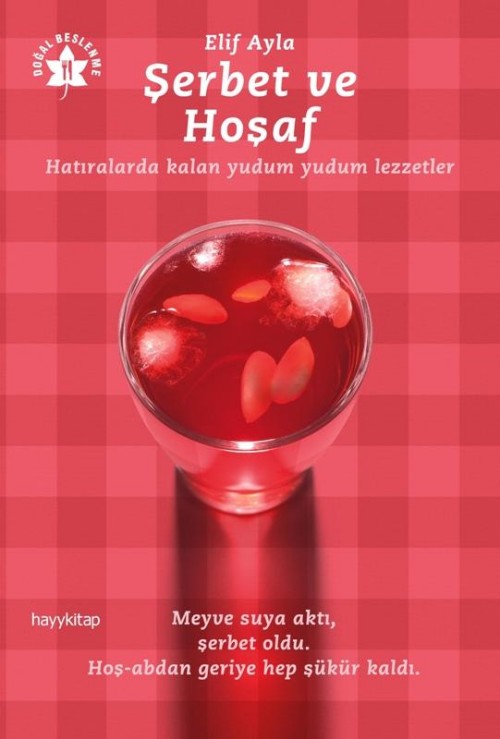 DOĞAL BESLENME
Elif Ayla
Şerbet ve
Hoşaf
Hatıralarda kalan yudum yudum lezzetler
hayykitap
Meyve suya aktı,
şerbet oldu.
Hoş-abdan geriye hep şükür kaldı.